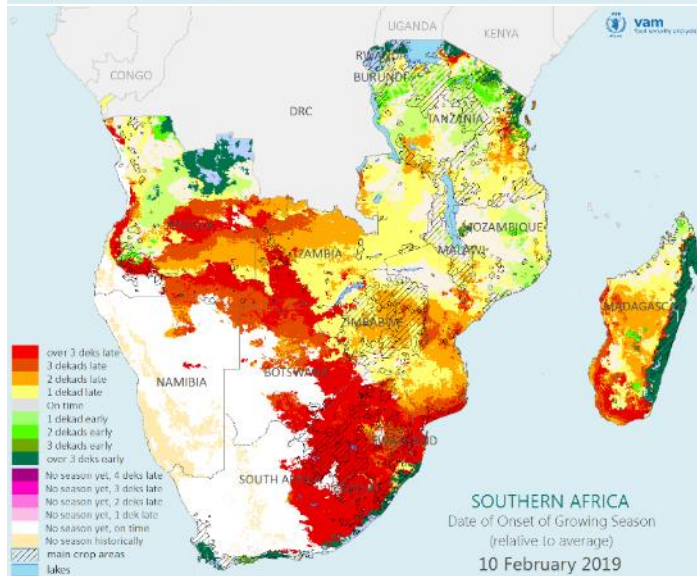 UGANDA
KENYA
vam
food security analysis
CONGO
RWANDA
BURUNDI
DRC
TANZANIA
MOZAMBIQUE
MALAWI
ZAMBIA
ZIMBABWE
MADAGASCAR
NAMIBIA
BOTSWANA
SOUTH AFRICA
over 3 deks late
3 dekads late
2 dekads late
1 dekad late
On time
1 dekad early
2 dekads early
3 dekads early
over 3 deks early
No season yet, 4 deks late
No season yet, 3 deks late
No season yet, 2 deks late
No season yet, 1 dek late
No season yet, on time
No season historically
main crop areas
lakes
SOUTHERN AFRICA
Date of Onset of Growing Season
(relative to average)
10 February 2019